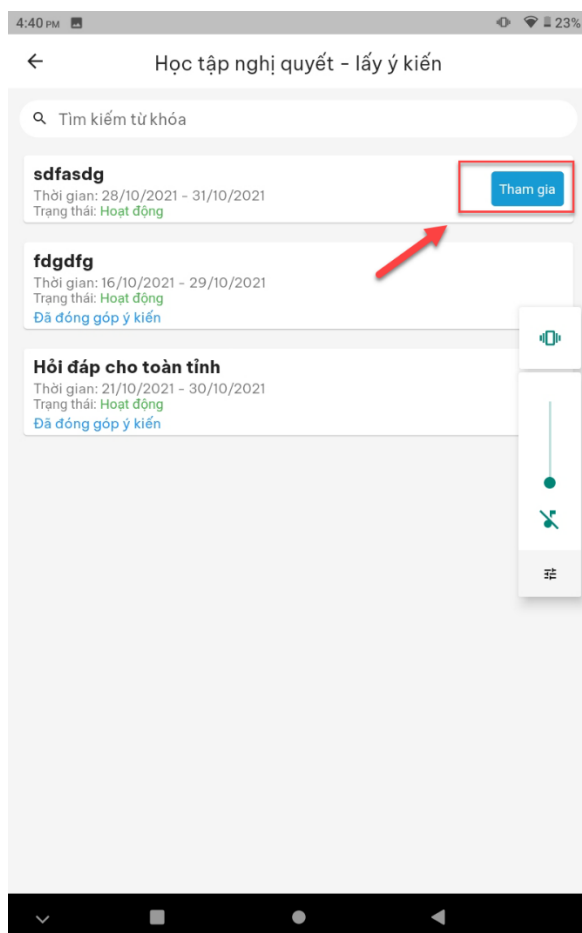 4:40 PM
23%
Học tập nghị quyết - lấy ý kiến
Tìm kiếm từ khóa
sdfasdg
Thời gian: 28/10/2021 - 31/10/2021
Trạng thái: Hoạt động
Tham gia
fdgdfg
Thời gian: 16/10/2021 - 29/10/2021
Trạng thái: Hoạt động
Đã đóng góp ý kiến
Hỏi đáp cho toàn tỉnh
Thời gian: 21/10/2021 - 30/10/2021
Trạng thái: Hoạt động
Đã đóng góp ý kiến